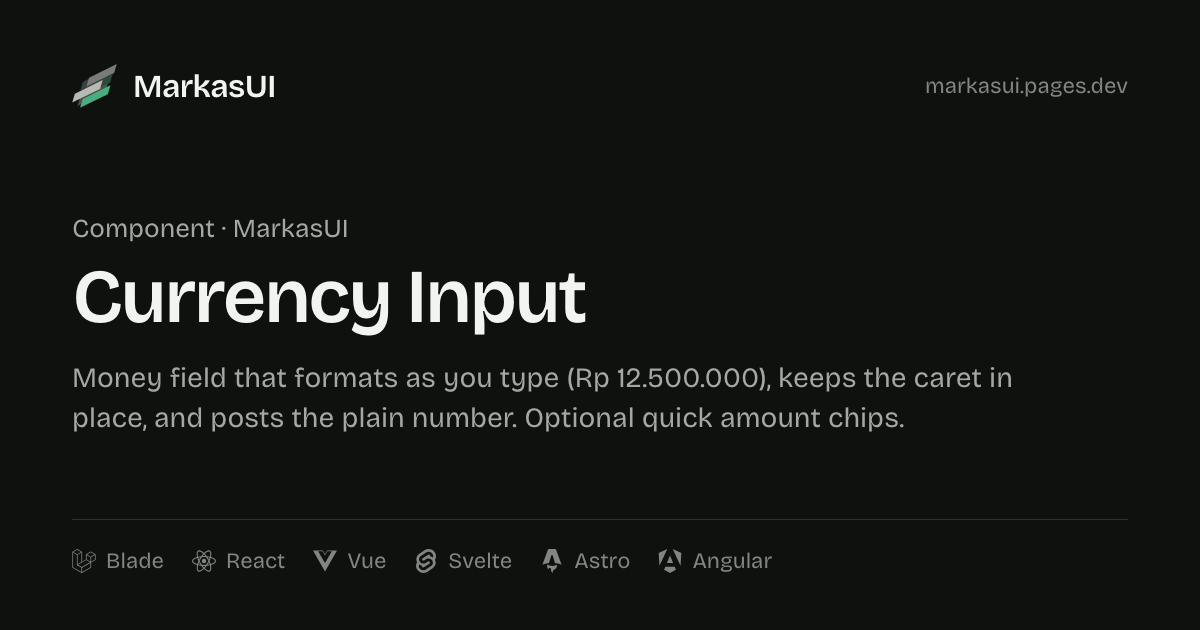 MarkasUI
markasui.pages.dev
Component · MarkasUI
Currency Input
Money field that formats as you type (Rp 12.500.000), keeps the caret in
place, and posts the plain number. Optional quick amount chips.
Blade React Vue Svelte Astro Angular